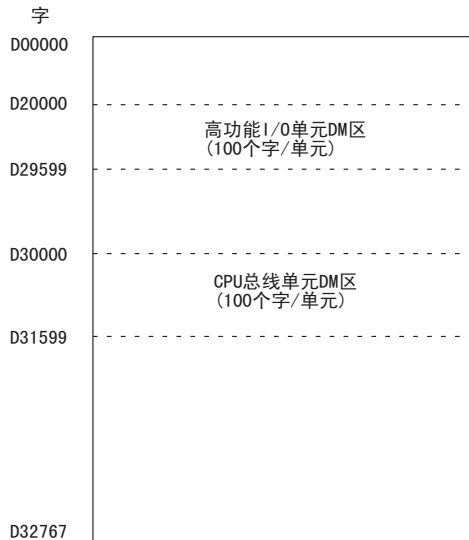 字
D00000
D20000
高功能I/O单元DM区
(100个字/单元)
D29599
D30000
CPU总线单元DM区
(100个字/单元)
D31599
D32767